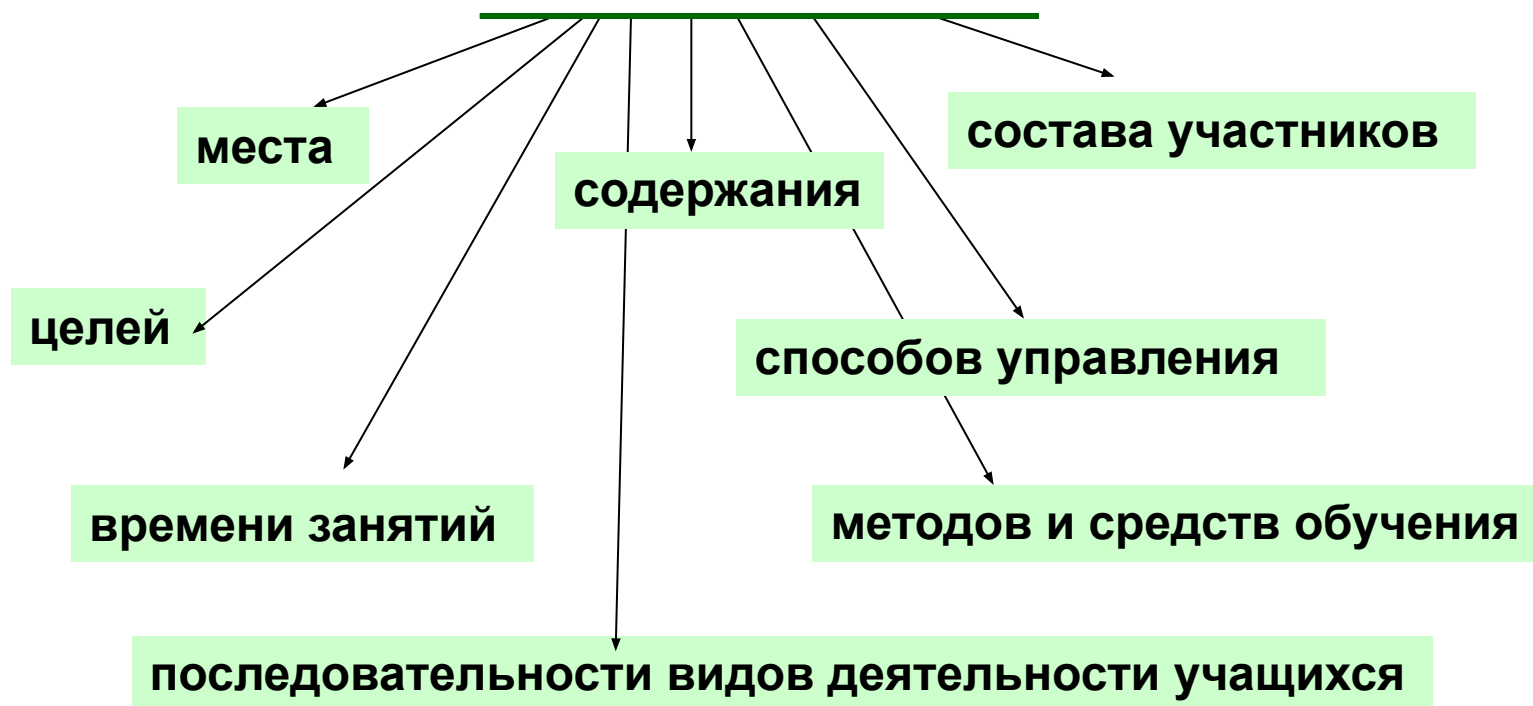 места
состава участников
содержания
целей
способов управления
времени занятий
методов и средств обучения
последовательности видов деятельности учащихся